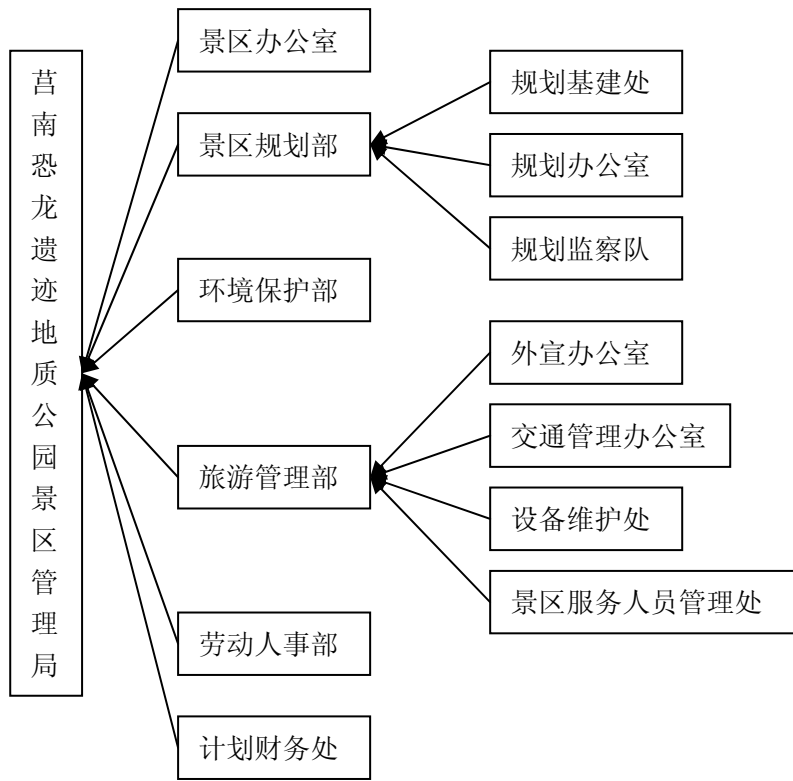 莒南恐龙遗迹地质公园景区管理局
景区办公室
景区规划部
环境保护部
旅游管理部
劳动人事部
计划财务处
规划基建处
规划办公室
规划监察队
外宣办公室
交通管理办公室
设备维护处
景区服务人员管理处